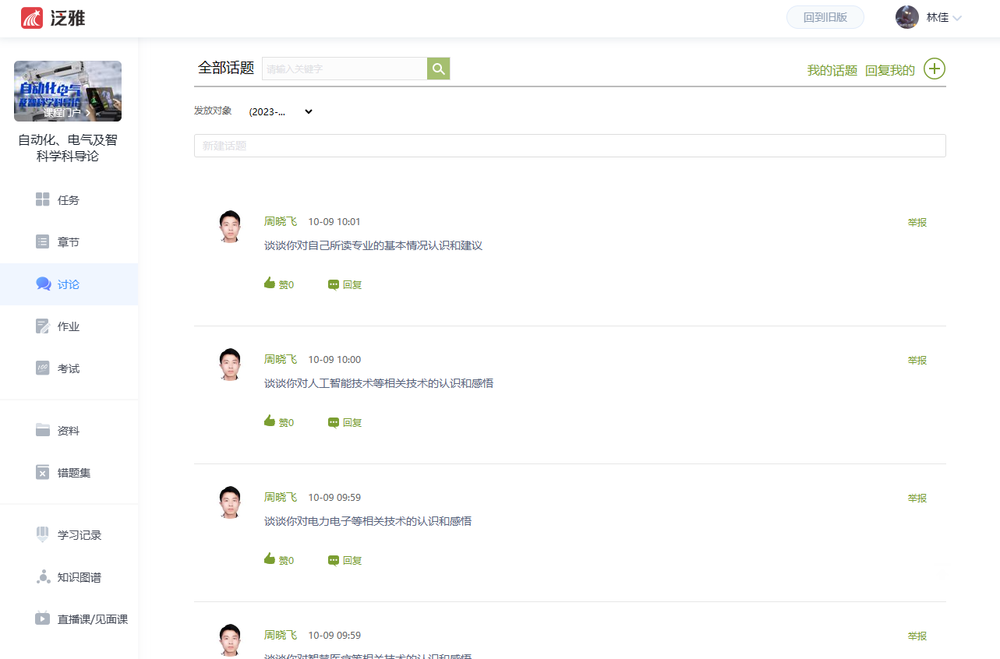 泛雅
回到旧版
林佳
自动化电气
及智科学科导论
课程门户
自动化、电气及智
科学科导论
任务
章节
讨论
作业
考试
资料
错题集
学习记录
知识图谱
直播课/见面课
全部话题
请输入关键字
我的话题 回复我的
发放对象 (2023-...
新建话题
周晓飞 10-09 10:01 举报
谈谈你对自己所读专业的基本情况认识和建议
赞0 回复
周晓飞 10-09 10:00 举报
谈谈你对人工智能技术等相关技术的认识和感悟
赞0 回复
周晓飞 10-09 09:59 举报
谈谈你对电力电子等相关技术的认识和感悟
赞0 回复
周晓飞 10-09 09:59 举报
谈谈你对智慧医疗等相关技术的认识和感悟